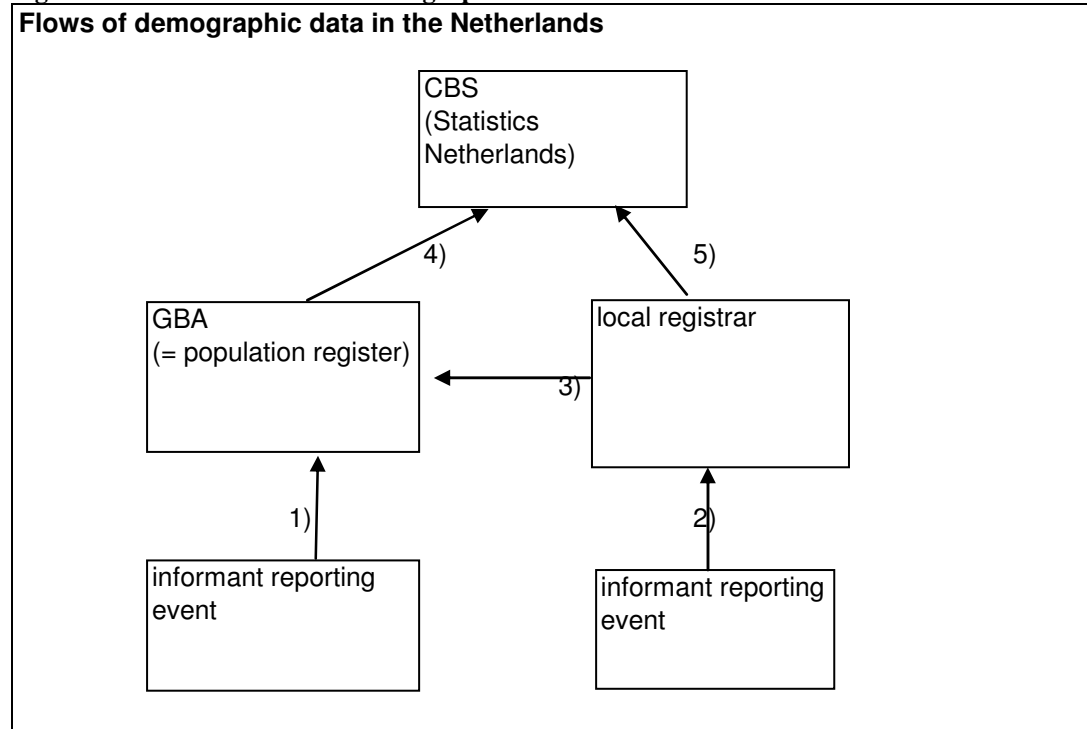 Flows of demographic data in the Netherlands
CBS
(Statistics
Netherlands)
4)
5)
GBA
(= population register)
local registrar
3)
1)
2)
informant reporting
event
informant reporting
event